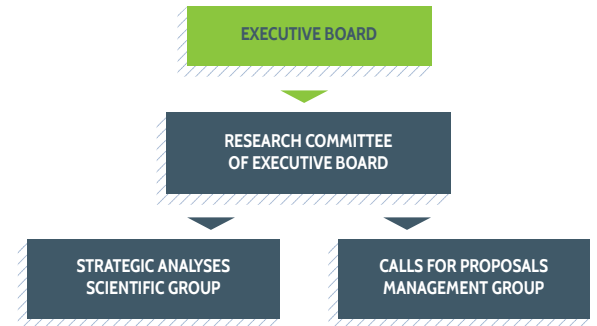 EXECUTIVE BOARD
RESEARCH COMMITTEE
OF EXECUTIVE BOARD
STRATEGIC ANALYSES
SCIENTIFIC GROUP
CALLS FOR PROPOSALS
MANAGEMENT GROUP